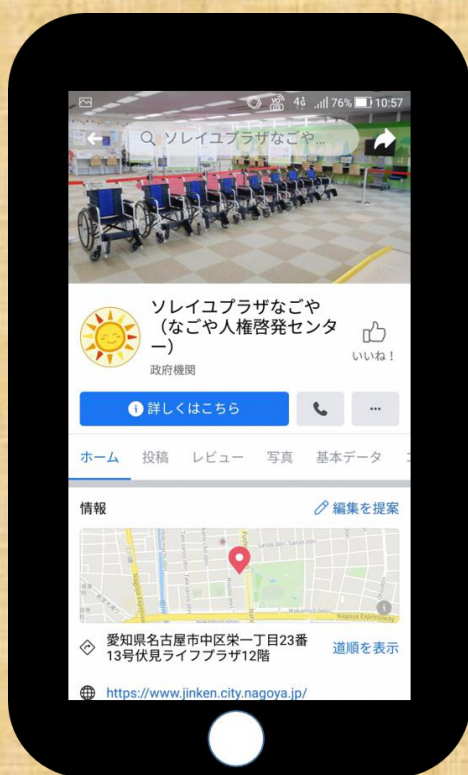 76% 10:57
ソレイユプラザなごや...
ソレイユプラザなごや
(なごや人権啓発センタ
ー)
いいね!
政府機関
詳しくはこちら
ホーム 投稿 レビュー 写真 基本データ
情報
編集を提案
Nagoya Expressway
愛知県名古屋市中区栄一丁目23番
13号伏見ライフプラザ12階
道順を表示
https://www.jinken.city.nagoya.jp/